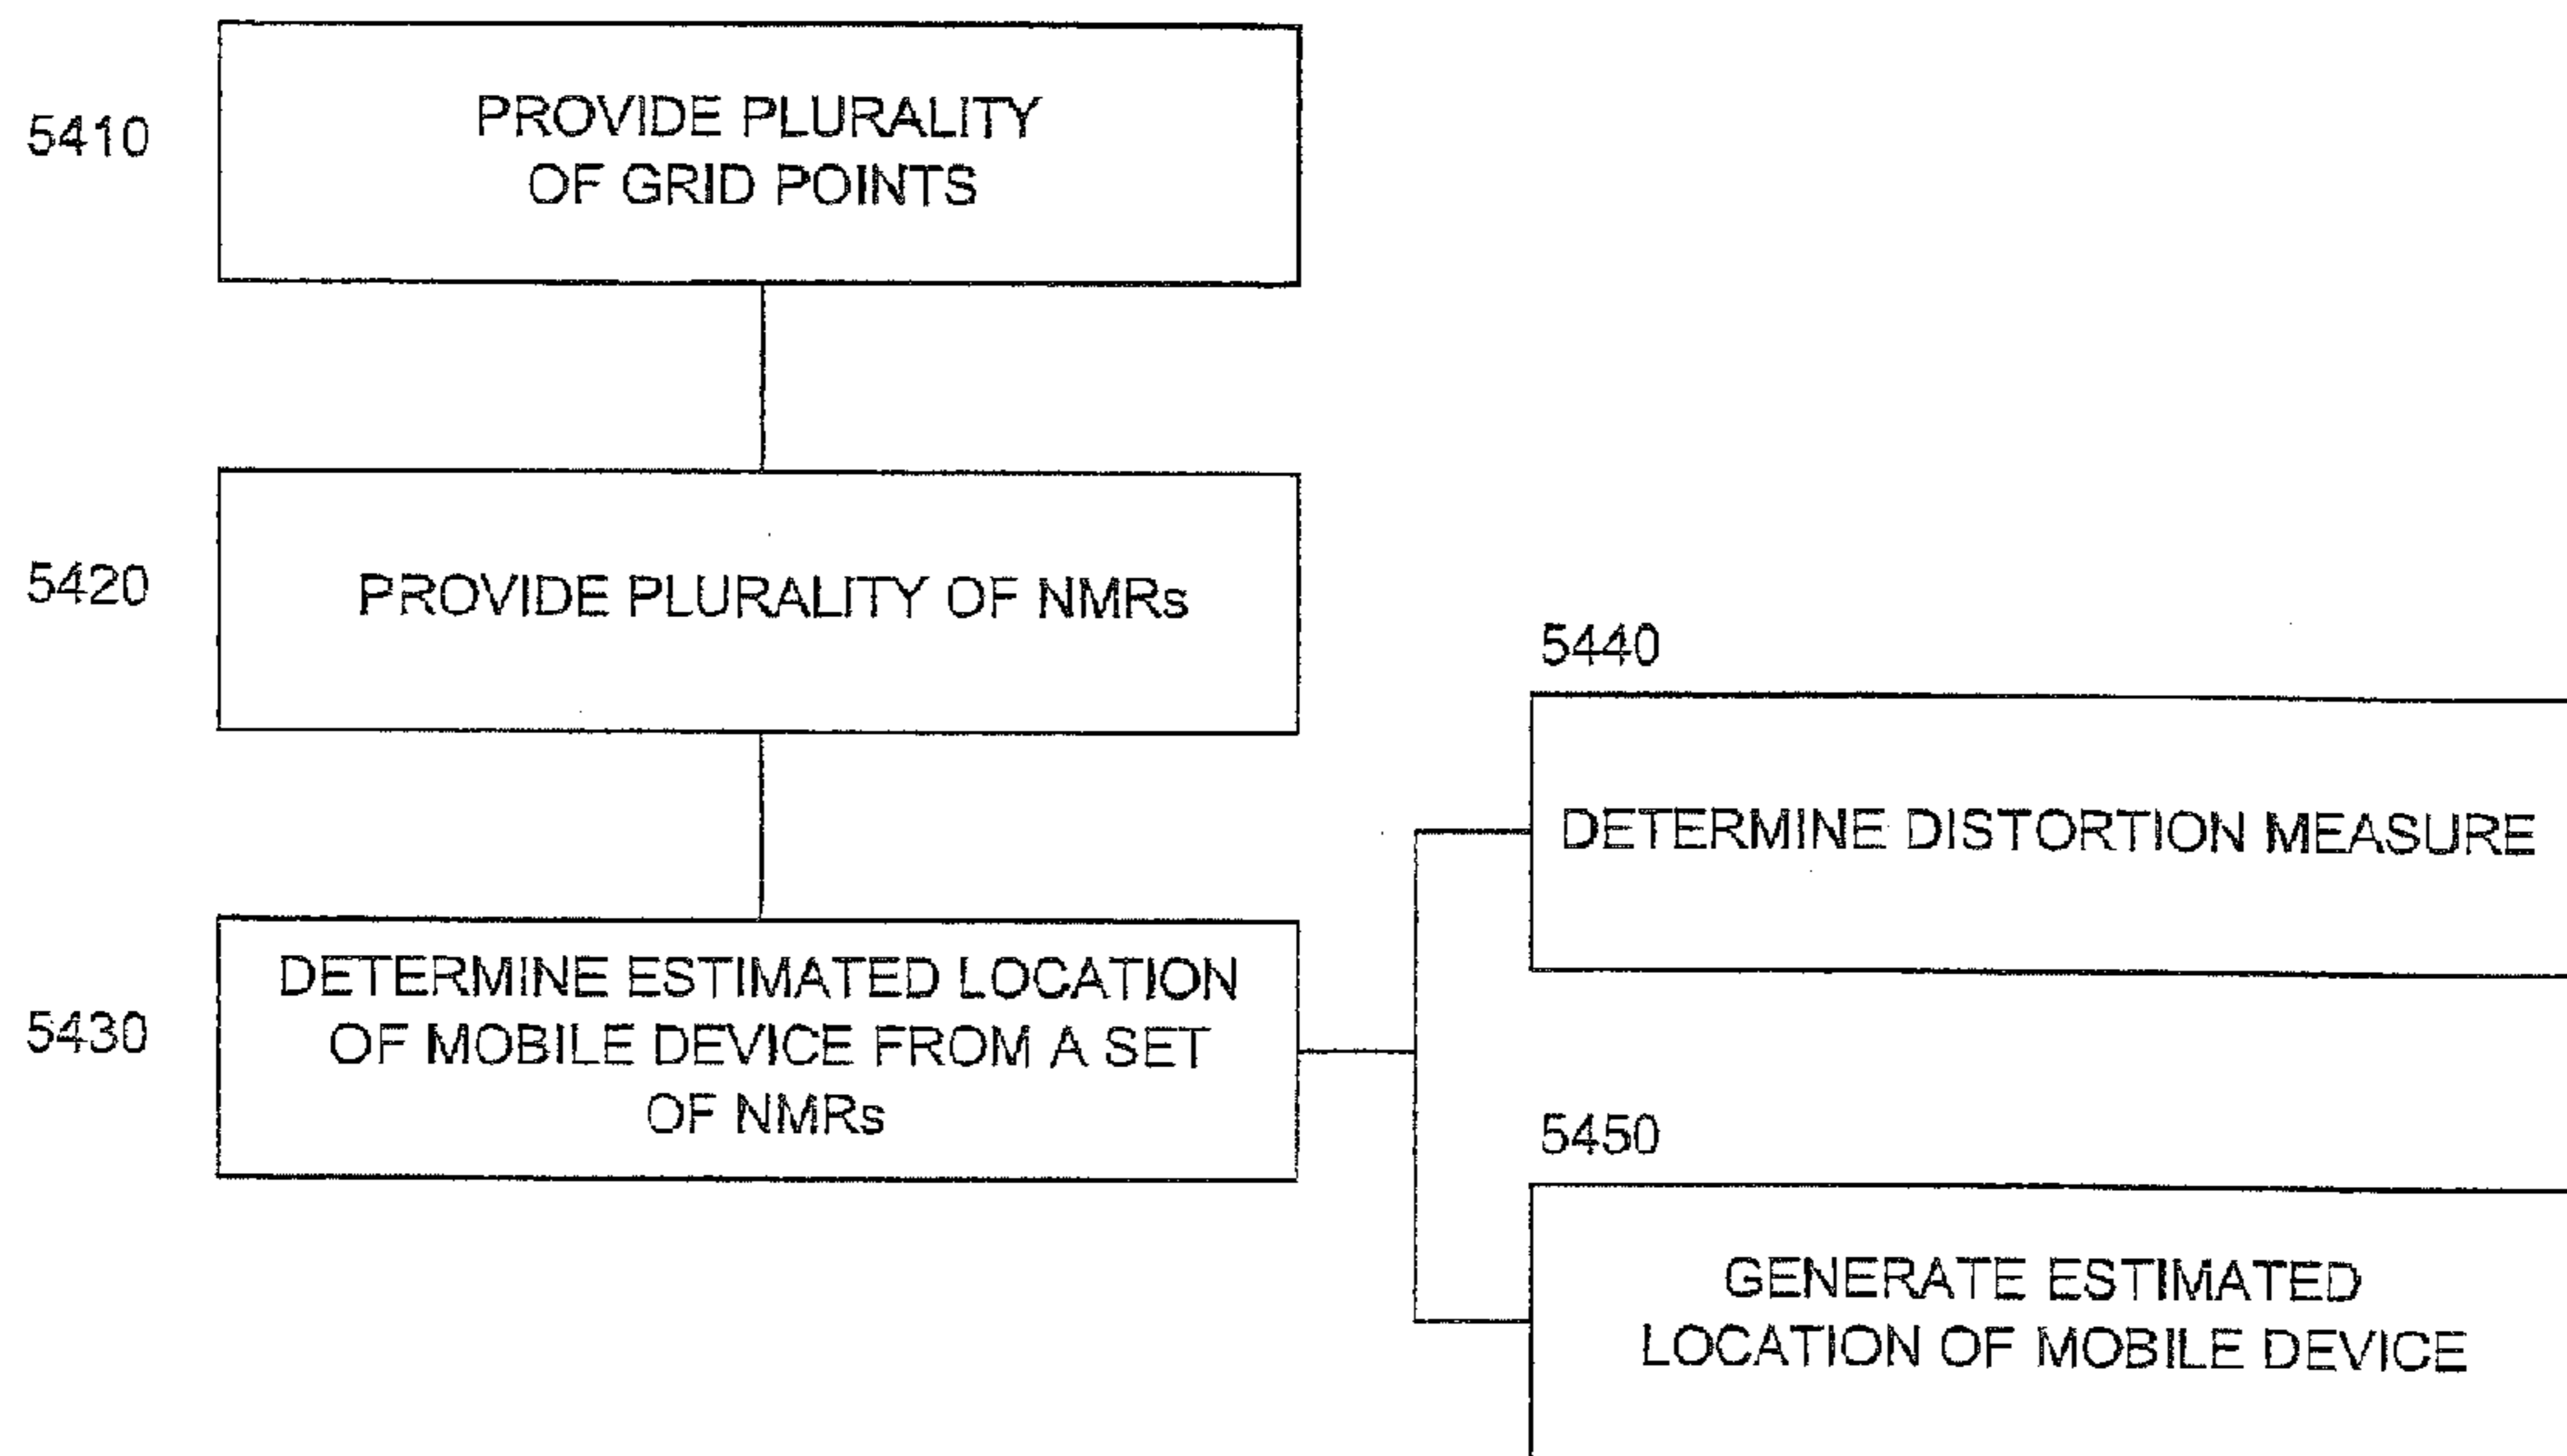 5410
PROVIDE PLURALITY
OF GRID POINTS
5420
PROVIDE PLURALITY OF NMRs
5430
DETERMINE ESTIMATED LOCATION
OF MOBILE DEVICE FROM A SET
OF NMRs
5440
DETERMINE DISTORTION MEASURE
5450
GENERATE ESTIMATED
LOCATION OF MOBILE DEVICE